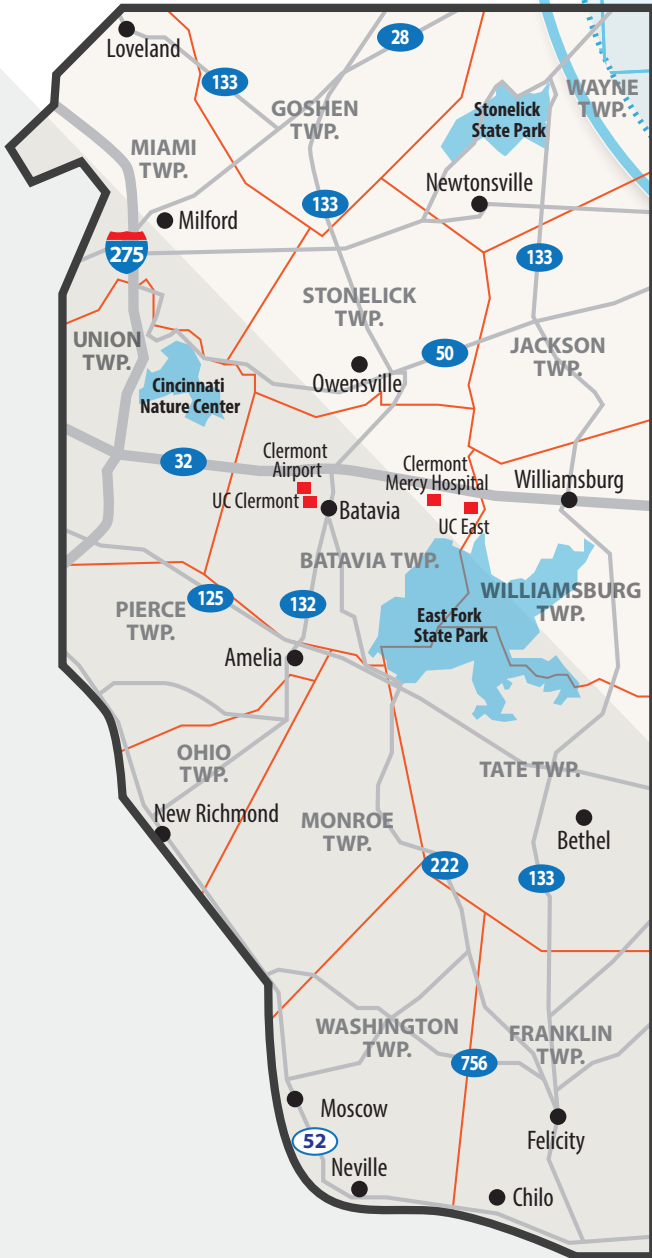 28
Loveland
133
WAYNE
TWP.
GOSHEN
TWP.
Stonelick
State Park
MIAMI
TWP.
Newtonsville
133
Milford
275
133
STONELICK
TWP.
UNION
TWP.
50
JACKSON
TWP.
Owensville
Cincinnati
Nature Center
32
Clermont
Airport
Clermont
Mercy Hospital
Williamsburg
UC Clermont
Batavia
UC East
BATAVIA TWP.
WILLIAMSBURG
TWP.
125
132
PIERCE
TWP.
East Fork
State Park
Amelia
OHIO
TWP.
TATE TWP.
New Richmond
MONROE
TWP.
Bethel
222
133
WASHINGTON
TWP.
FRANKLIN
TWP.
756
Moscow
Felicity
52
Neville
Chilo